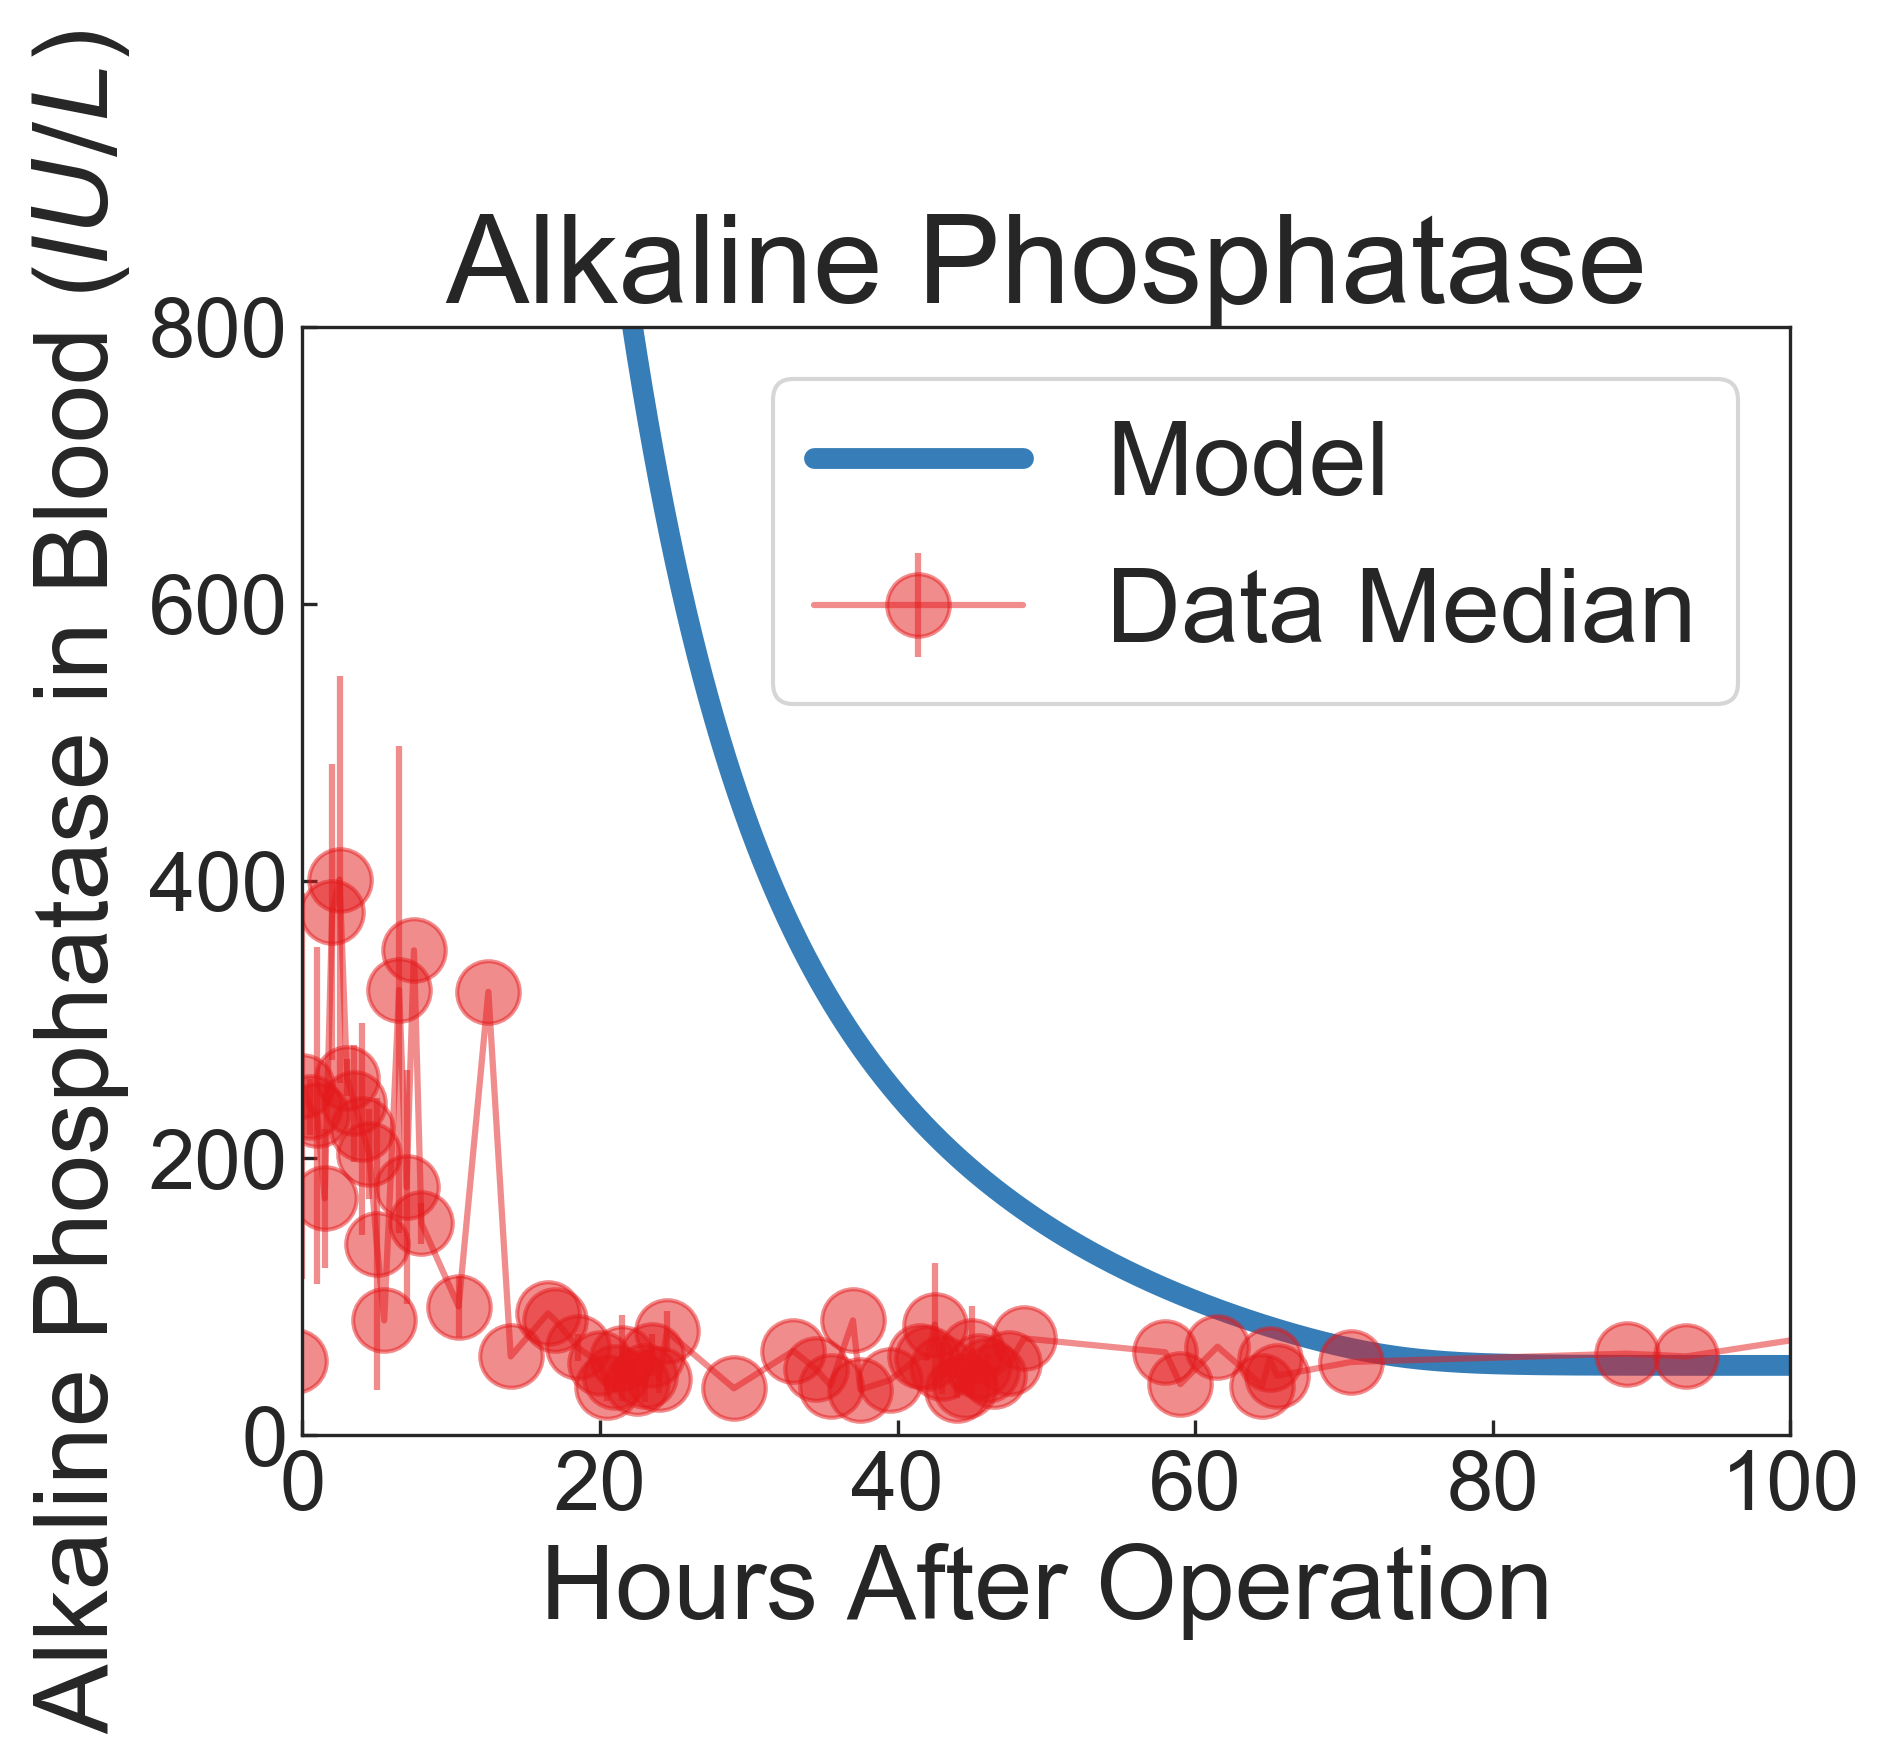 Alkaline Phosphatase
Alkaline Phosphatase in Blood (IU/L)
800
600
400
200
0
Model
Data Median
0 20 40 60 80 100
Hours After Operation